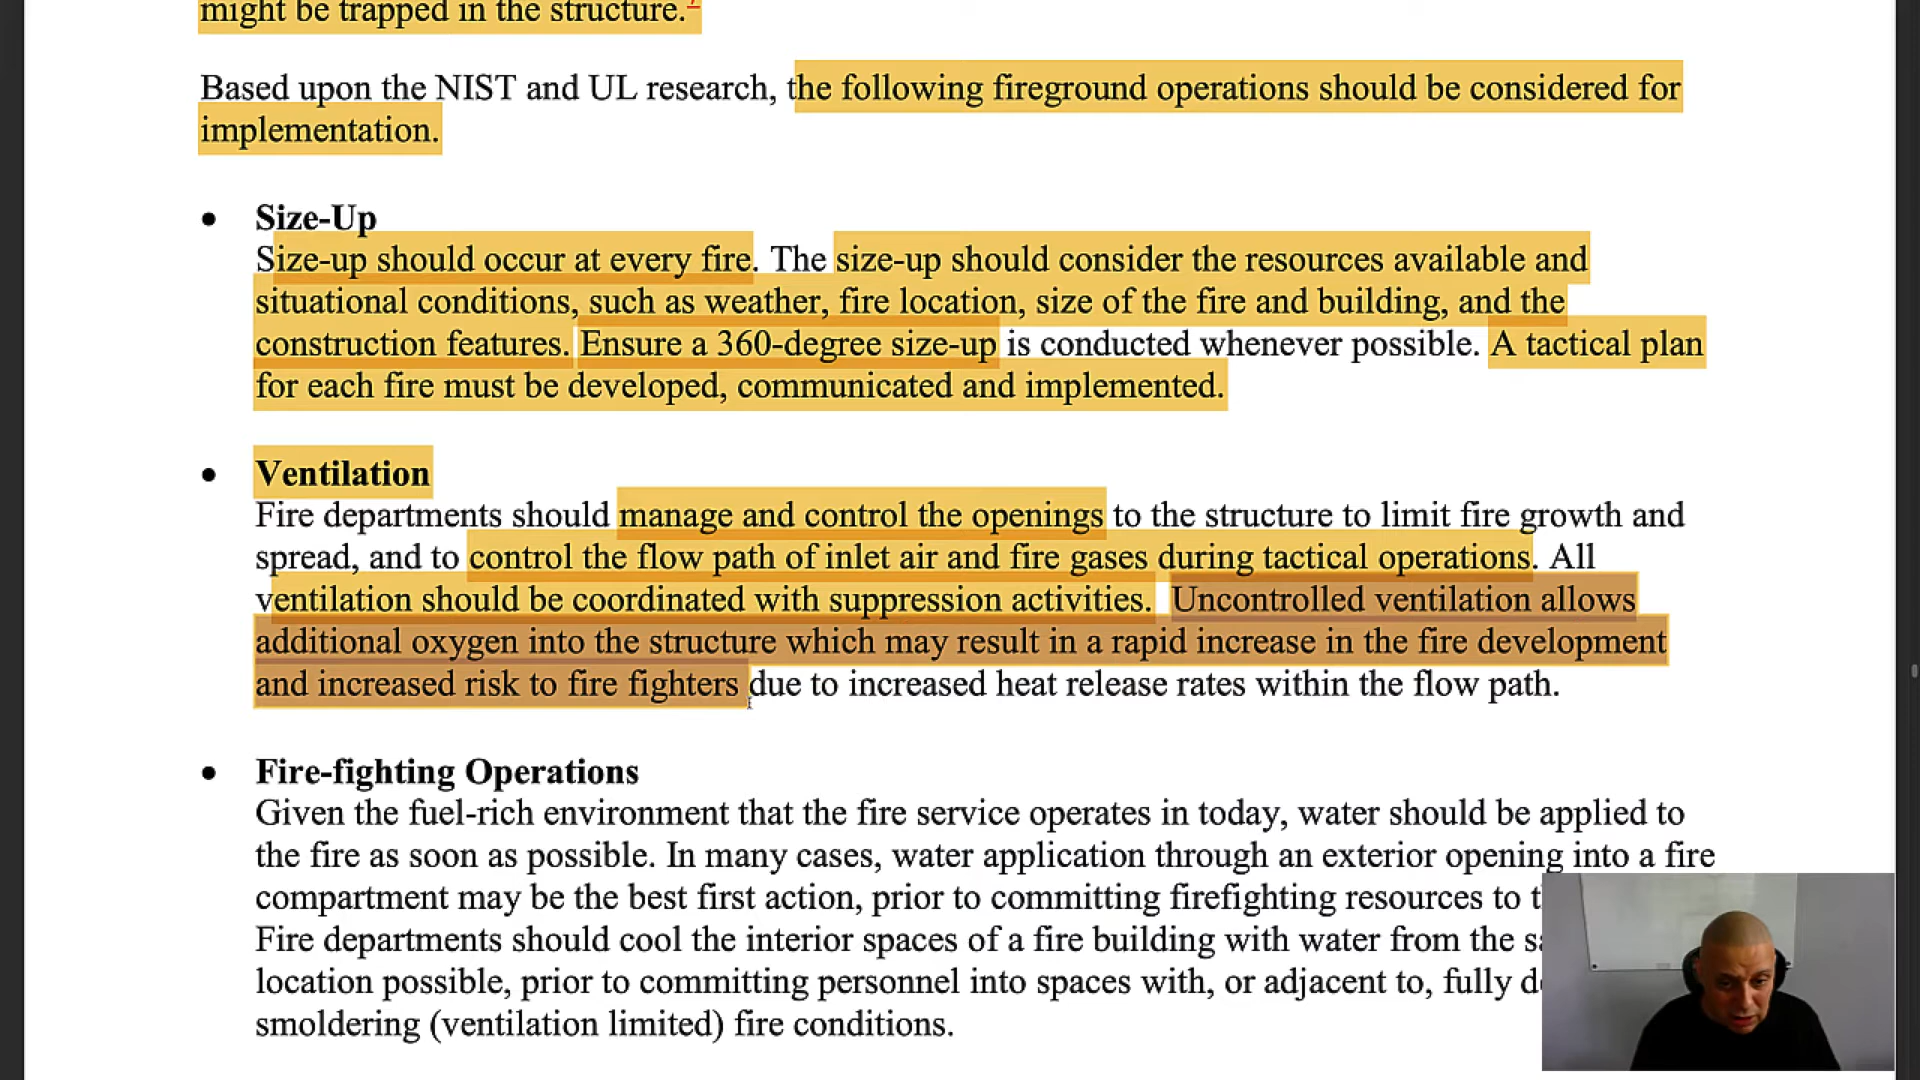 might be trapped in the structure.
Based upon the NIST and UL research, the following fireground operations should be considered for
implementation.
• Size-Up
Size-up should occur at every fire. The size-up should consider the resources available and
situational conditions, such as weather, fire location, size of the fire and building, and the
construction features. Ensure a 360-degree size-up is conducted whenever possible. A tactical plan
for each fire must be developed, communicated and implemented.
• Ventilation
Fire departments should manage and control the openings to the structure to limit fire growth and
spread, and to control the flow path of inlet air and fire gases during tactical operations. All
ventilation should be coordinated with suppression activities. Uncontrolled ventilation allows
additional oxygen into the structure which may result in a rapid increase in the fire development
and increased risk to fire fighters due to increased heat release rates within the flow path.
• Fire-fighting Operations
Given the fuel-rich environment that the fire service operates in today, water should be applied to
the fire as soon as possible. In many cases, water application through an exterior opening into a fire
compartment may be the best first action, prior to committing firefighting resources to
Fire departments should cool the interior spaces of a fire building with water from the
location possible, prior to committing personnel into spaces with, or adjacent to, fully
smoldering (ventilation limited) fire conditions.